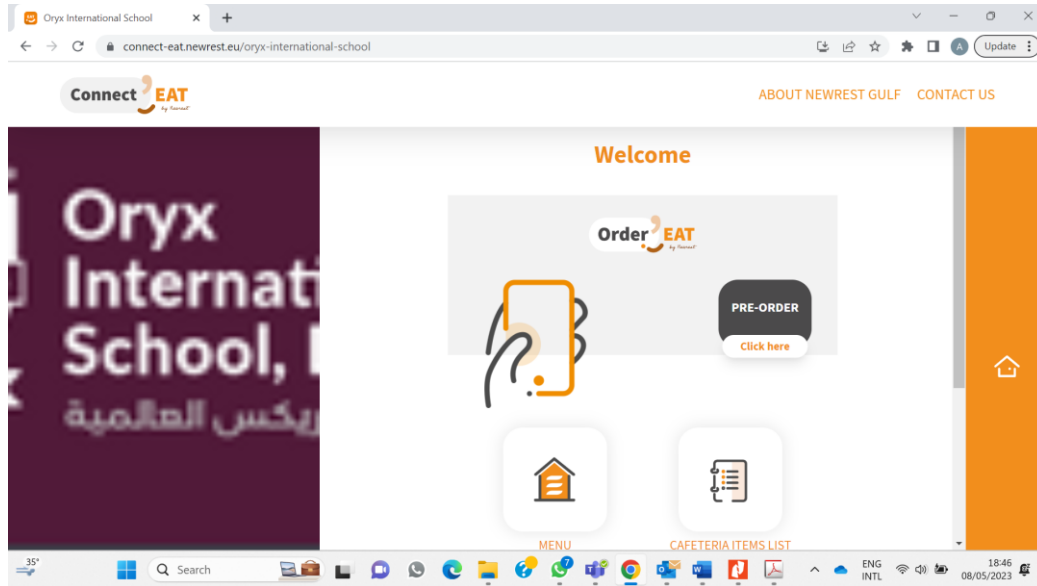 Oryx International School
connect-eat.newrest.eu/oryx-international-school
A
Update
Connect EAT
by Newrest
ABOUT NEWREST GULF CONTACT US
Oryx
Internati
School,
ريكس العالمية
Welcome
Order EAT
by Newrest
PRE-ORDER
Click here
MENU
CAFETERIA ITEMS LIST
35°
Search
ENG
INTL
18:46
08/05/2023